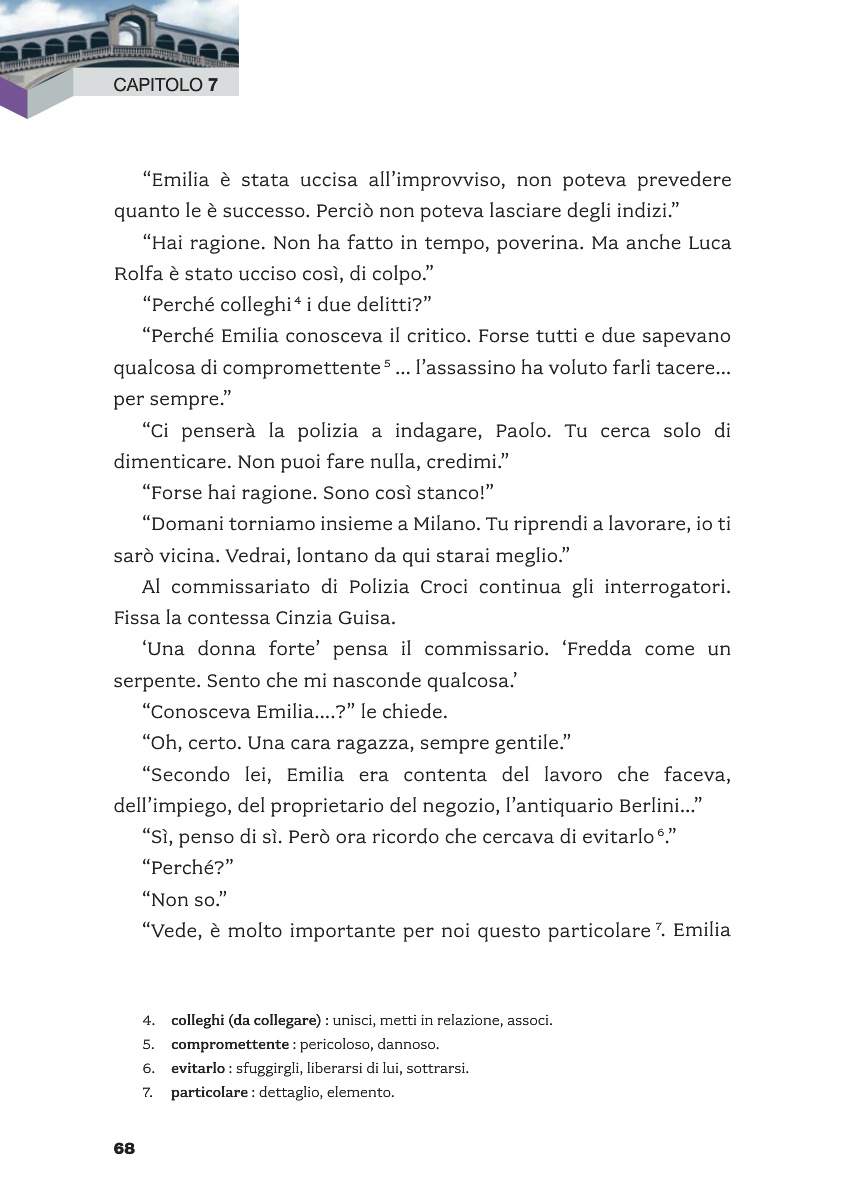 CAPITOLO 7
“Emilia è stata uccisa all’improvviso, non poteva prevedere
quanto le è successo. Perciò non poteva lasciare degli indizi.”
“Hai ragione. Non ha fatto in tempo, poverina. Ma anche Luca
Rolfa è stato ucciso così, di colpo.”
“Perché colleghi⁴ i due delitti?”
“Perché Emilia conosceva il critico. Forse tutti e due sapevano
qualcosa di compromettente⁵ ... l’assassino ha voluto farli tacere...
per sempre.”
“Ci penserà la polizia a indagare, Paolo. Tu cerca solo di
dimenticare. Non puoi fare nulla, credimi.”
“Forse hai ragione. Sono così stanco!”
“Domani torniamo insieme a Milano. Tu riprendi a lavorare, io ti
sarò vicina. Vedrai, lontano da qui starai meglio.”
Al commissariato di Polizia Croci continua gli interrogatori.
Fissa la contessa Cinzia Guisa.
‘Una donna forte’ pensa il commissario. ‘Fredda come un
serpente. Sento che mi nasconde qualcosa.’
“Conosceva Emilia....?” le chiede.
“Oh, certo. Una cara ragazza, sempre gentile.”
“Secondo lei, Emilia era contenta del lavoro che faceva,
dell’impiego, del proprietario del negozio, l’antiquario Berlini...”
“Sì, penso di sì. Però ora ricordo che cercava di evitarlo⁶.”
“Perché?”
“Non so.”
“Vede, è molto importante per noi questo particolare⁷. Emilia
4. colleghi (da collegare) : unisci, metti in relazione, associ.
5. compromettente : pericoloso, dannoso.
6. evitarlo : sfuggirgli, liberarsi di lui, sottrarsi.
7. particolare : dettaglio, elemento.
68